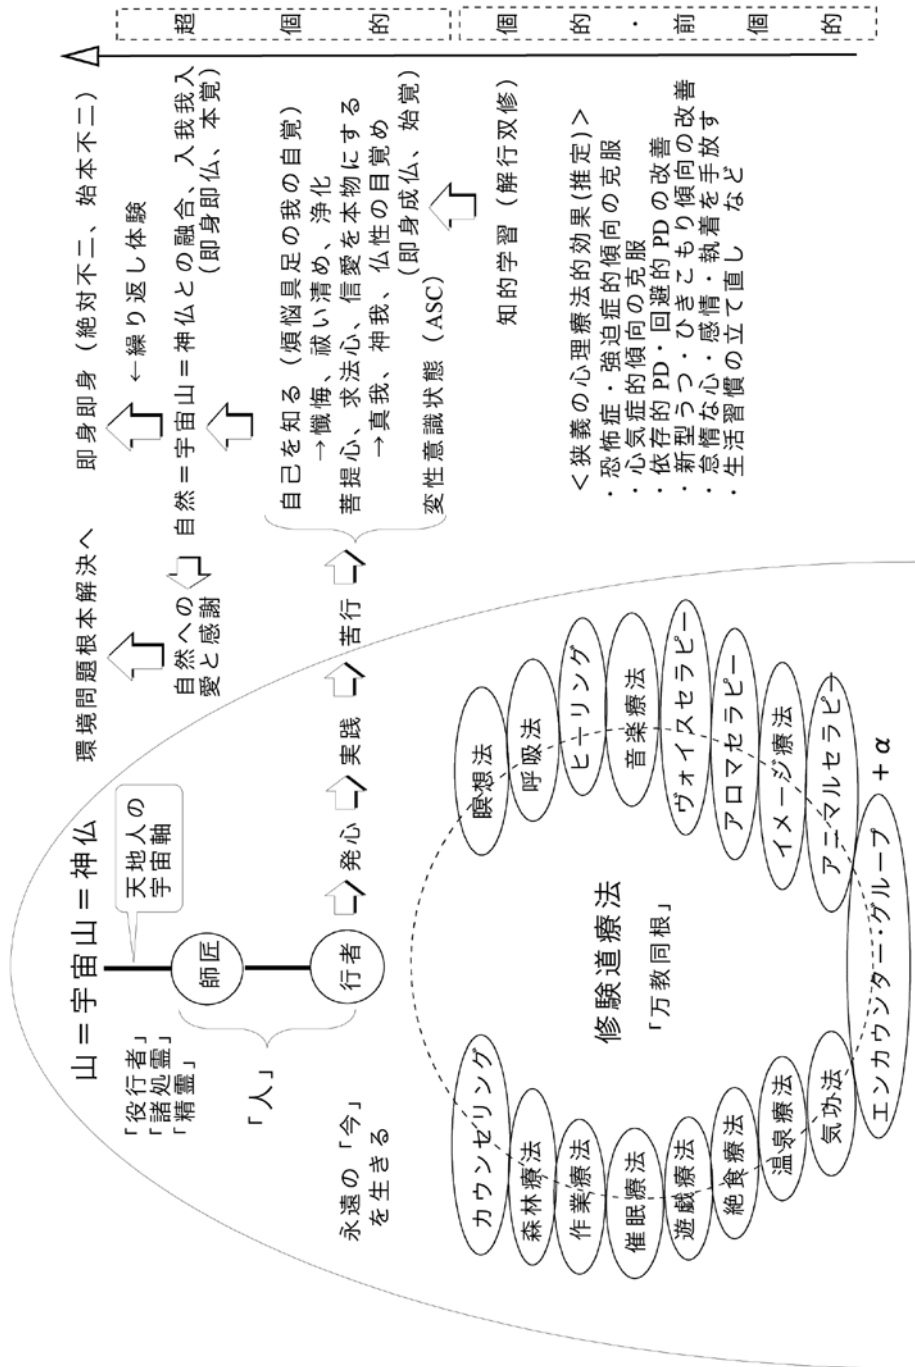 山＝宇宙山＝神仏
天地人の
宇宙軸
師匠
行者
「役行者」
「諸処霊」
「精霊」
「人」
永遠の「今」
を生きる
発心
実践
苦行
環境問題根本解決へ
自然への
愛と感謝
即身即身（絶対不二、始本不二）
←繰り返し体験
自然＝宇宙山＝神仏との融合、入我我入
（即身即仏、本覚）
自己を知る（煩悩具足の我の自覚）
→懺悔、祓い清め、浄化
菩提心、求法心、信愛を本物にする
→真我、神我、仏性の目覚め
（即身成仏、始覚）
変性意識状態（ASC）
知的学習（解行双修）
＜狭義の心理療法的効果(推定)＞
・恐怖症・強迫症的傾向の克服
・心気症的傾向の克服
・依存的PD・回避的PDの改善
・新型うつ・ひきこもり傾向の改善
・怠惰な心・感情・執着を手放す
・生活習慣の立て直し　など
超個的
個的・前個的
修験道療法
「万教同根」
カウンセリング
森林療法
作業療法
催眠療法
遊戯療法
絶食療法
温泉療法
気功法
エンカウンター・グループ
＋α
瞑想法
呼吸法
ヒーリング
音楽療法
ヴォイスセラピー
アロマセラピー
イメージ療法
アニマルセラピー